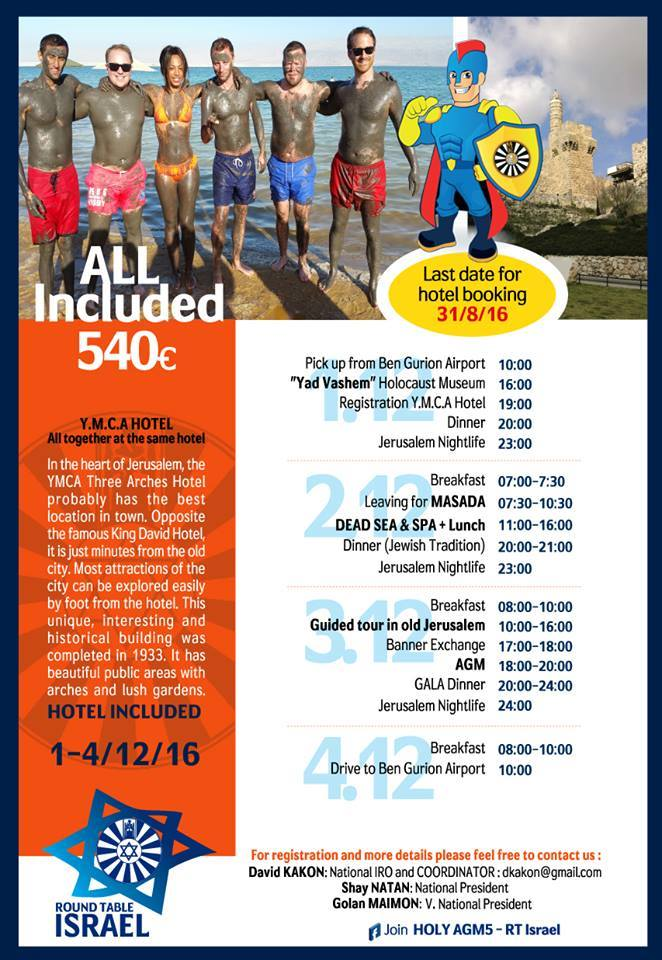 ALL
Included
540€
Last date for
hotel booking
31/8/16
Y.M.C.A HOTEL
All together at the same hotel
In the heart of Jerusalem, the
YMCA Three Arches Hotel
probably has the best
location in town. Opposite
the famous King David Hotel,
it is just minutes from the old
city. Most attractions of the
city can be explored easily
by foot from the hotel. This
unique, interesting and
historical building was
completed in 1933. It has
beautiful public areas with
arches and lush gardens.
HOTEL INCLUDED
1-4/12/16
ROUND TABLE
ISRAEL
1.12
Pick up from Ben Gurion Airport 10:00
"Yad Vashem" Holocaust Museum 16:00
Registration Y.M.C.A Hotel 19:00
Dinner 20:00
Jerusalem Nightlife 23:00
2.12
Breakfast 07:00-7:30
Leaving for MASADA 07:30-10:30
DEAD SEA & SPA + Lunch 11:00-16:00
Dinner (Jewish Tradition) 20:00-21:00
Jerusalem Nightlife 23:00
3.12
Breakfast 08:00-10:00
Guided tour in old Jerusalem 10:00-16:00
Banner Exchange 17:00-18:00
AGM 18:00-20:00
GALA Dinner 20:00-24:00
Jerusalem Nightlife 24:00
4.12
Breakfast 08:00-10:00
Drive to Ben Gurion Airport 10:00
For registration and more details please feel free to contact us :
David KAKON: National IRO and COORDINATOR : dkakon@gmail.com
Shay NATAN: National President
Golan MAIMON: V. National President
Join HOLY AGM5 - RT Israel